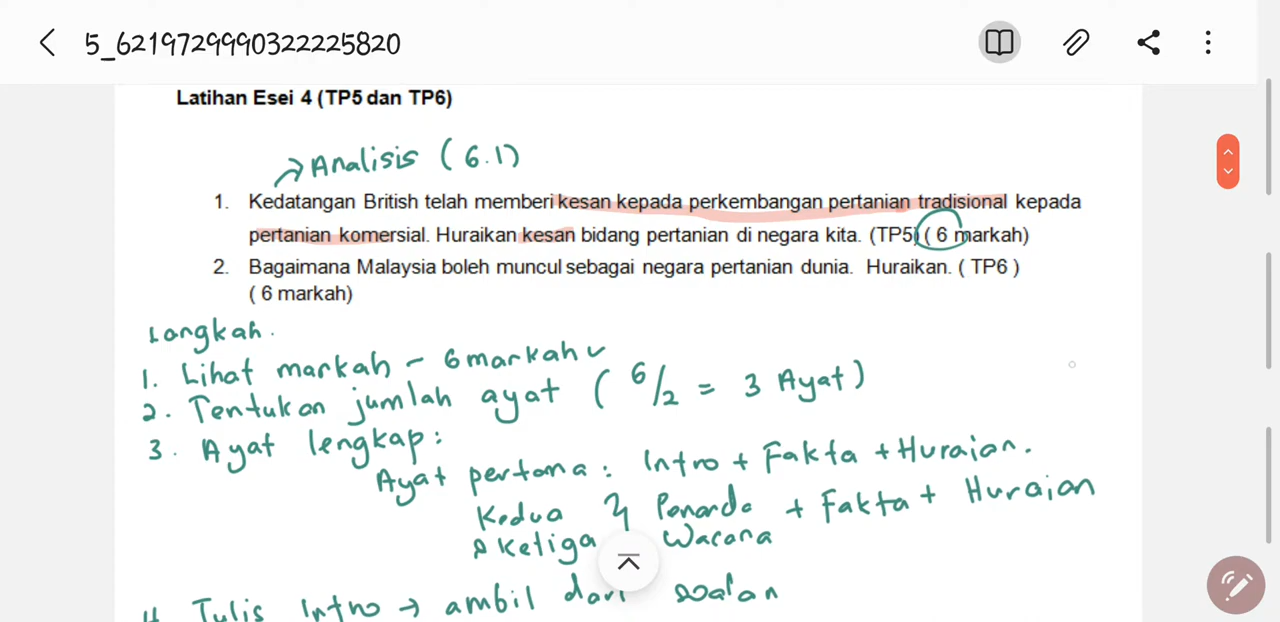 5_6219729990322225820
Latihan Esei 4 (TP5 dan TP6)
Analisis (6.1)
1. Kedatangan British telah memberi kesan kepada perkembangan pertanian tradisional kepada
pertanian komersial. Huraikan kesan bidang pertanian di negara kita. (TP5) ( 6 markah)
2. Bagaimana Malaysia boleh muncul sebagai negara pertanian dunia. Huraikan. ( TP6 )
( 6 markah)
Langkah.
1. Lihat markah - 6 markah
2. Tentukan jumlah ayat ( 6/2 = 3 Ayat)
3. Ayat lengkap:
Ayat pertama : Intro + Fakta + Huraian.
Kedua Penanda + Fakta + Huraian
& Ketiga Wacana
4. Tulis Intro → ambil dari soalan